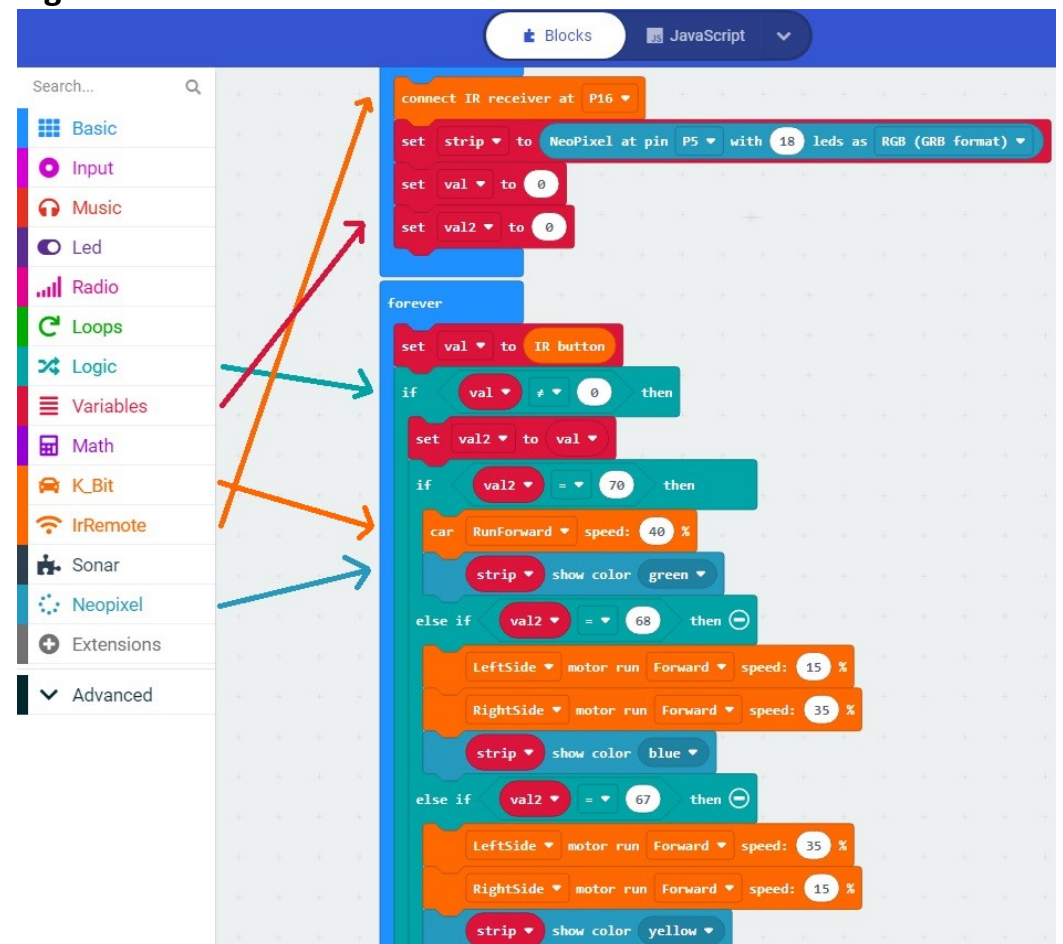 Blocks JavaScript
Search...
Basic
Input
Music
Led
Radio
Loops
Logic
Variables
Math
K_Bit
IrRemote
Sonar
Neopixel
Extensions
Advanced
connect IR receiver at P16
set strip to NeoPixel at pin P5 with 18 leds as RGB (GRB format)
set val to 0
set val2 to 0
forever
set val to IR button
if val ≠ 0 then
set val2 to val
if val2 = 70 then
car RunForward speed: 40 %
strip show color green
else if val2 = 68 then
LeftSide motor run Forward speed: 15 %
RightSide motor run Forward speed: 35 %
strip show color blue
else if val2 = 67 then
LeftSide motor run Forward speed: 35 %
RightSide motor run Forward speed: 15 %
strip show color yellow